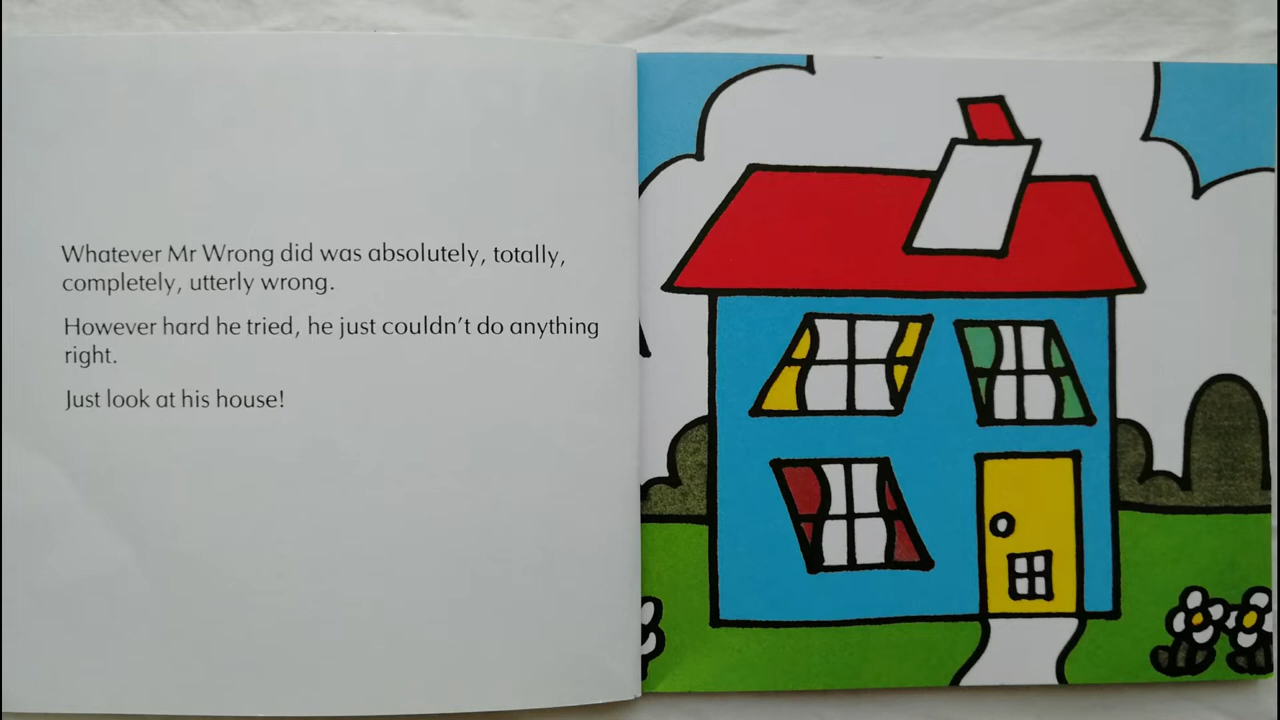 Whatever Mr Wrong did was absolutely, totally,
completely, utterly wrong.
However hard he tried, he just couldn't do anything
right.
Just look at his house!